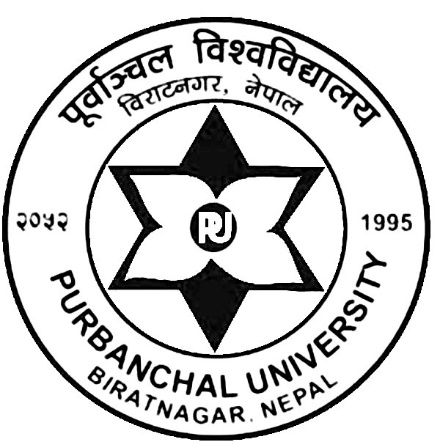 पूर्वाञ्चल विश्वविद्यालय
विराटनगर, नेपाल
२०५२
PU
1995
PURBANCHAL UNIVERSITY
BIRATNAGAR. NEPAL